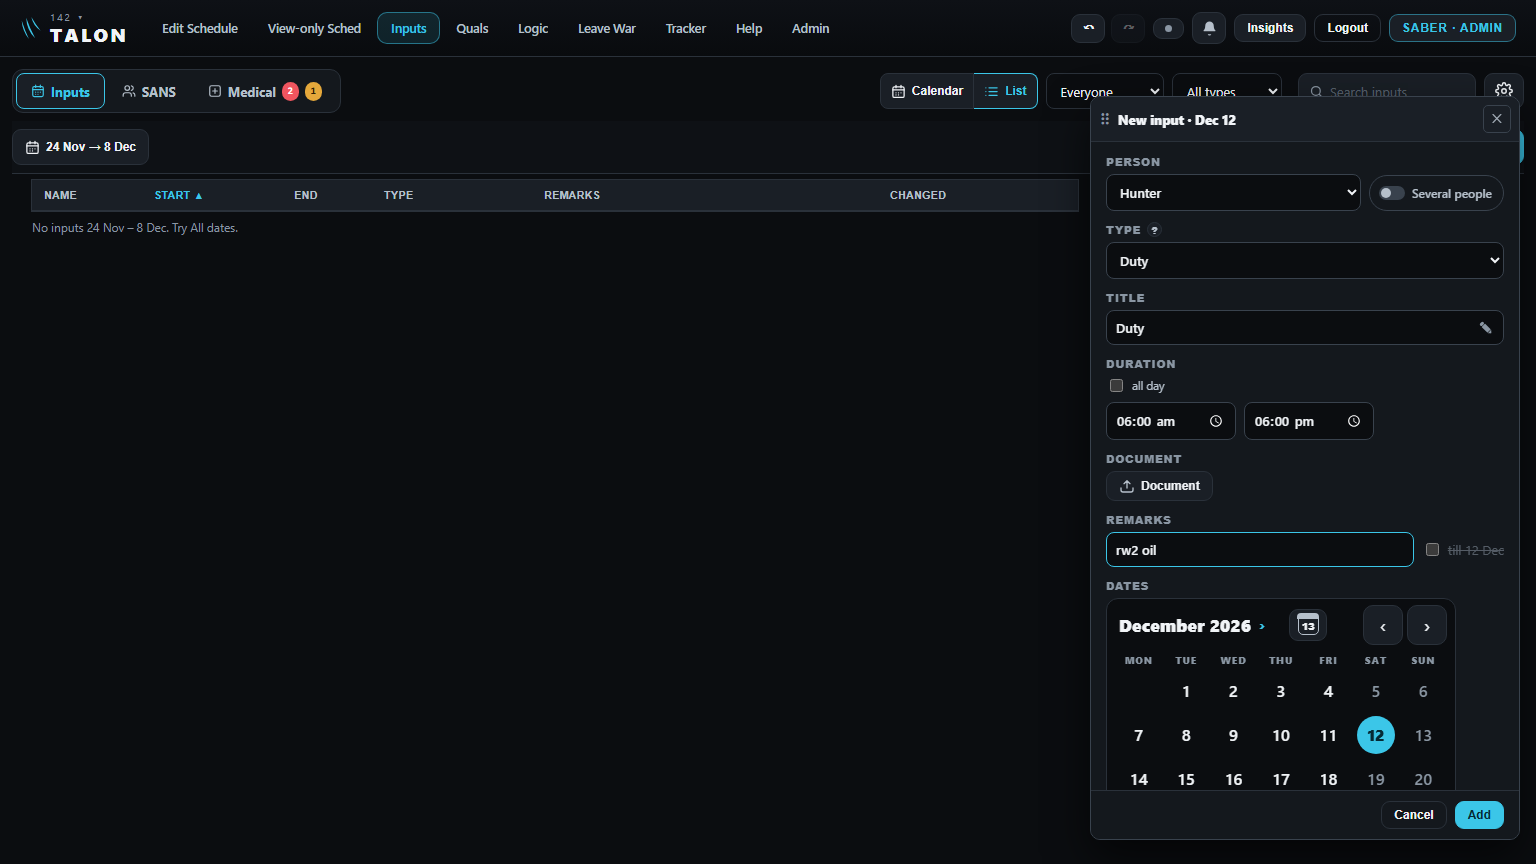 142 ▾
TALON
Edit Schedule
View-only Sched
Inputs
Quals
Logic
Leave War
Tracker
Help
Admin
Insights
Logout
SABER · ADMIN
Inputs
SANS
Medical 2 1
Calendar
List
Everyone
All types
Search inputs
24 Nov → 8 Dec
NAME START ▲ END TYPE REMARKS CHANGED
No inputs 24 Nov – 8 Dec. Try All dates.
New input · Dec 12
PERSON
Hunter
Several people
TYPE ?
Duty
TITLE
Duty
DURATION
all day
06:00 am
06:00 pm
DOCUMENT
Document
REMARKS
rw2 oil
till 12 Dec
DATES
December 2026 ›
13
‹ ›
MON TUE WED THU FRI SAT SUN
1 2 3 4 5 6
7 8 9 10 11 12 13
14 15 16 17 18 19 20
Cancel
Add